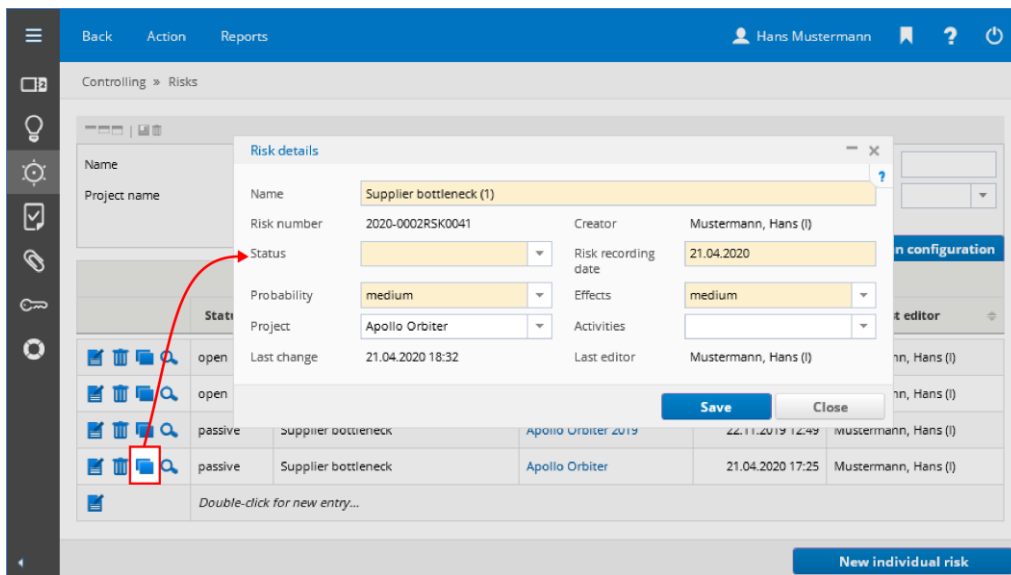 Back Action Reports Hans Mustermann ?
Controlling » Risks
Name
Project name
Risk details
?
Name Supplier bottleneck (1)
Risk number 2020-0002RSK0041 Creator Mustermann, Hans (I)
Status Risk recording date 21.04.2020
Probability medium Effects medium
Project Apollo Orbiter Activities
Last change 21.04.2020 18:32 Last editor Mustermann, Hans (I)
Save Close
n configuration
Statu t editor
open nn, Hans (I)
open nn, Hans (I)
passive Supplier bottleneck Apollo Orbiter 2019 22.11.2019 12:49 Mustermann, Hans (I)
passive Supplier bottleneck Apollo Orbiter 21.04.2020 17:25 Mustermann, Hans (I)
Double-click for new entry...
New individual risk